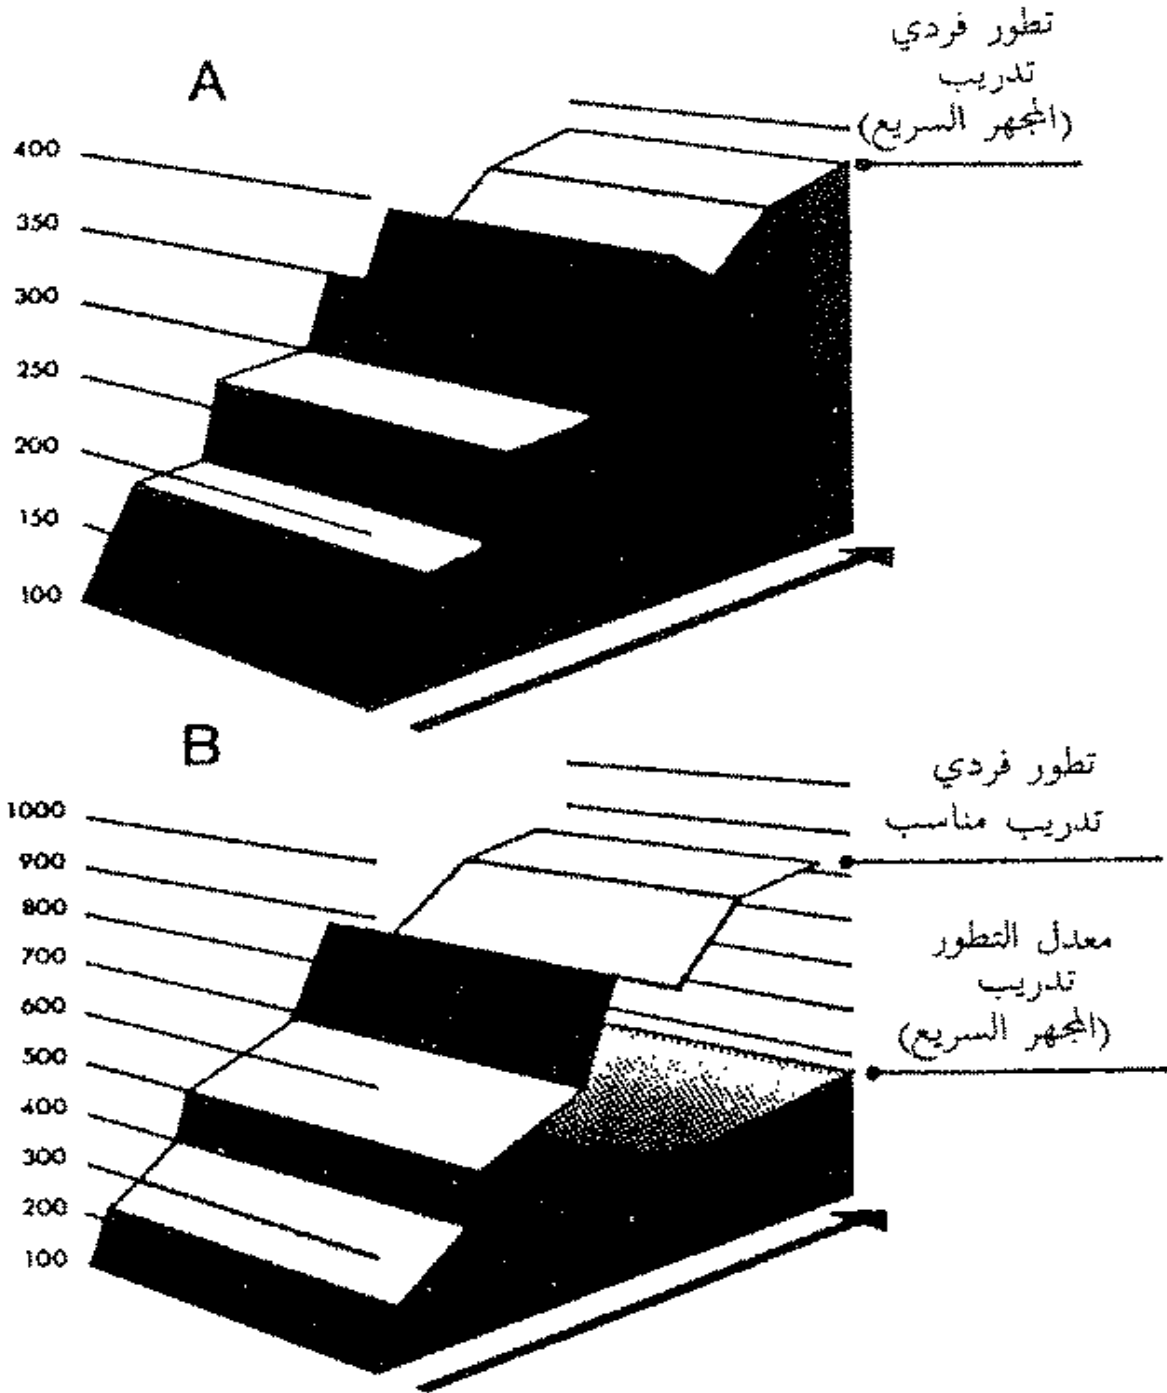 A
تطور فردي
تدريب
(المجهر السريع)
400
350
300
250
200
150
100
B
تطور فردي
تدريب مناسب
معدل التطور
تدريب
(المجهر السريع)
1000
900
800
700
600
500
400
300
200
100